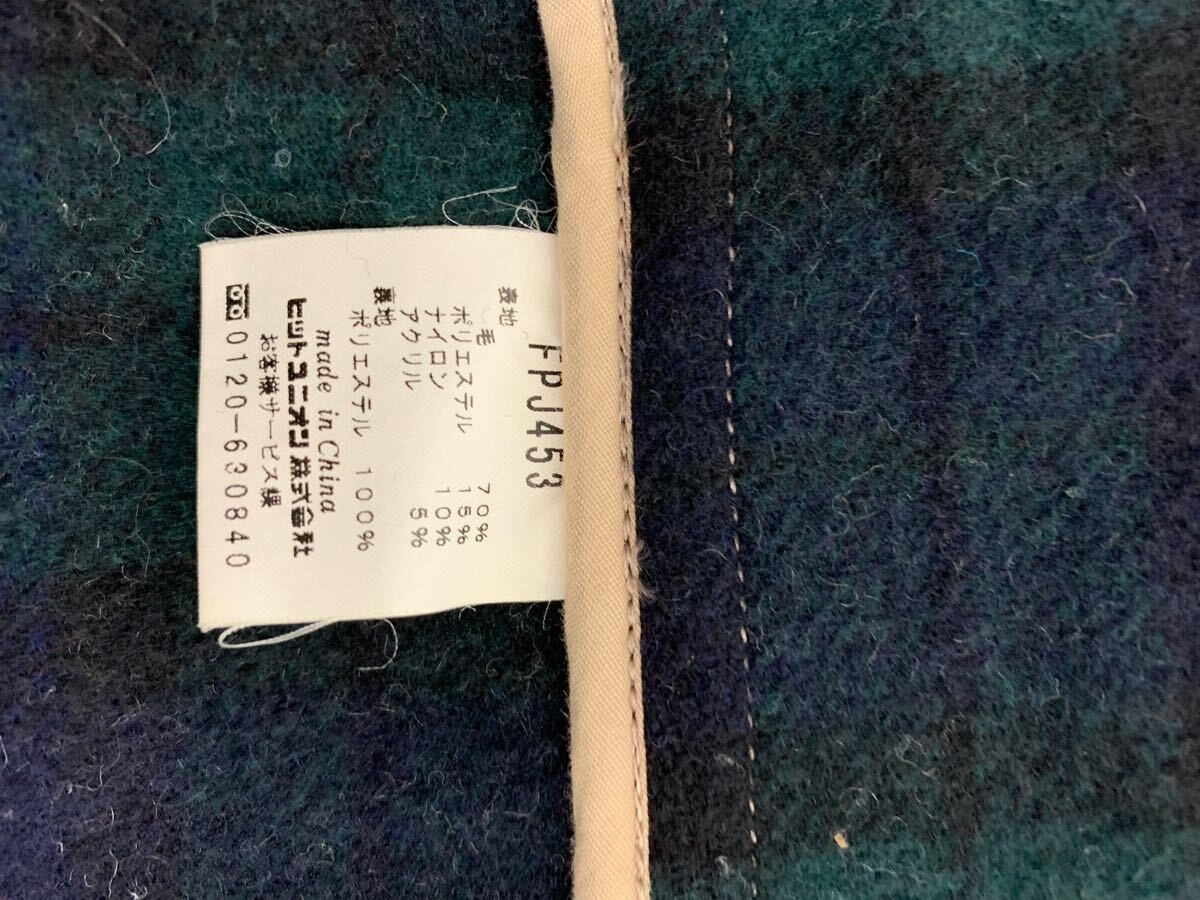 FPJ453
表地
毛 70%
ポリエステル 15%
ナイロン 10%
アクリル 5%
裏地
ポリエステル 100%
made in China
ヒットユニオン株式会社
お客様サービス課
0120-630840